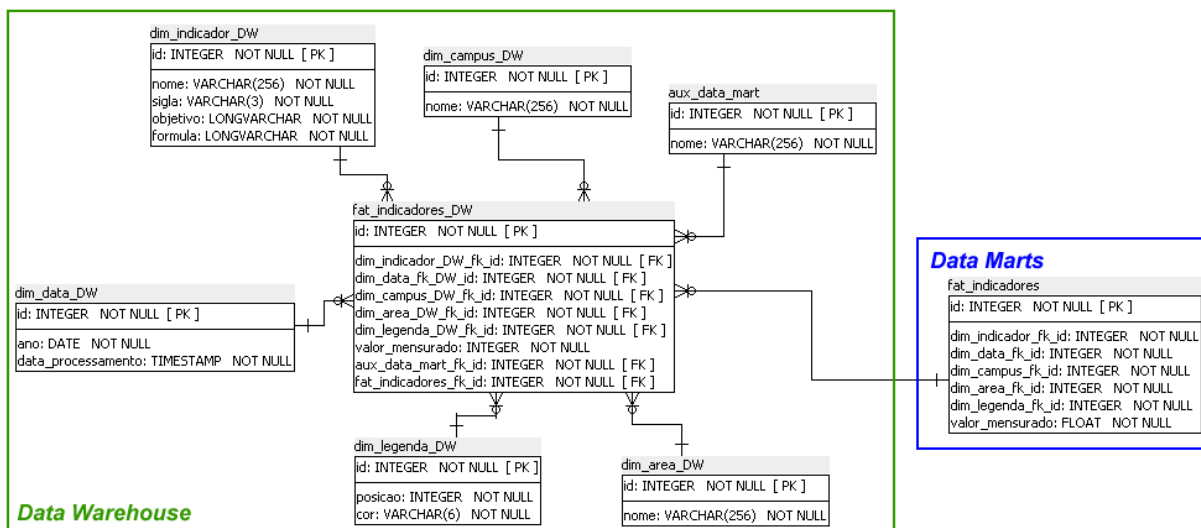 dim_indicador_DW
id: INTEGER NOT NULL [ PK ]
nome: VARCHAR(256) NOT NULL
sigla: VARCHAR(3) NOT NULL
objetivo: LONGVARCHAR NOT NULL
formula: LONGVARCHAR NOT NULL
dim_campus_DW
id: INTEGER NOT NULL [ PK ]
nome: VARCHAR(256) NOT NULL
aux_data_mart
id: INTEGER NOT NULL [ PK ]
nome: VARCHAR(256) NOT NULL
fat_indicadores_DW
id: INTEGER NOT NULL [ PK ]
dim_indicador_DW_fk_id: INTEGER NOT NULL [ FK ]
dim_data_fk_DW_id: INTEGER NOT NULL [ FK ]
dim_campus_DW_fk_id: INTEGER NOT NULL [ FK ]
dim_area_DW_fk_id: INTEGER NOT NULL [ FK ]
dim_legenda_DW_fk_id: INTEGER NOT NULL [ FK ]
valor_mensurado: INTEGER NOT NULL
aux_data_mart_fk_id: INTEGER NOT NULL [ FK ]
fat_indicadores_fk_id: INTEGER NOT NULL [ FK ]
Data Marts
fat_indicadores
id: INTEGER NOT NULL [ PK ]
dim_indicador_fk_id: INTEGER NOT NULL
dim_data_fk_id: INTEGER NOT NULL
dim_campus_fk_id: INTEGER NOT NULL
dim_area_fk_id: INTEGER NOT NULL
dim_legenda_fk_id: INTEGER NOT NULL
valor_mensurado: FLOAT NOT NULL
dim_data_DW
id: INTEGER NOT NULL [ PK ]
ano: DATE NOT NULL
data_processamento: TIMESTAMP NOT NULL
dim_legenda_DW
id: INTEGER NOT NULL [ PK ]
posicao: INTEGER NOT NULL
cor: VARCHAR(6) NOT NULL
dim_area_DW
id: INTEGER NOT NULL [ PK ]
nome: VARCHAR(256) NOT NULL
Data Warehouse